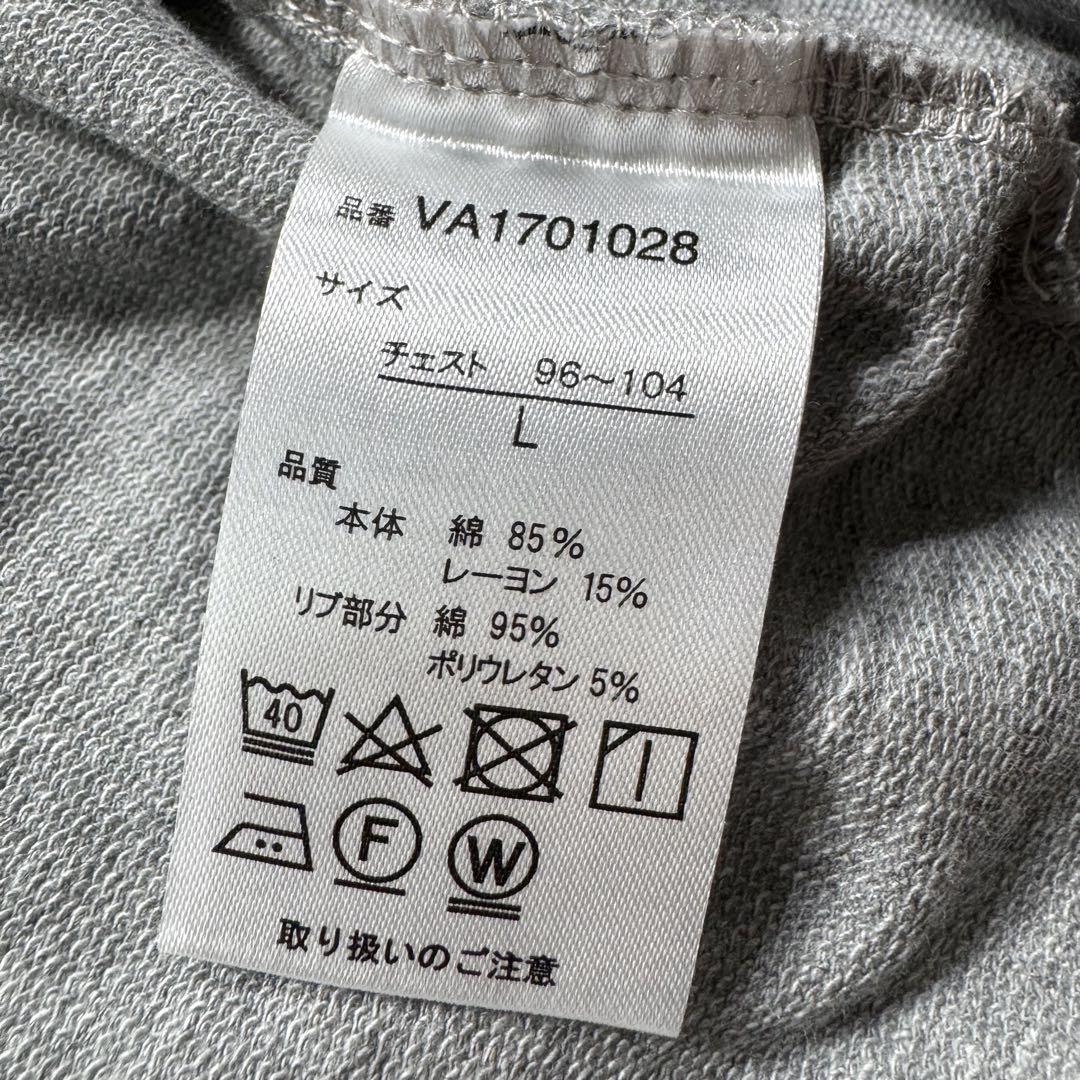 品番 VA1701028
サイズ
チェスト 96～104
L
品質
本体 綿 85%
レーヨン 15%
リブ部分 綿 95%
ポリウレタン 5%
40
F W
取り扱いのご注意